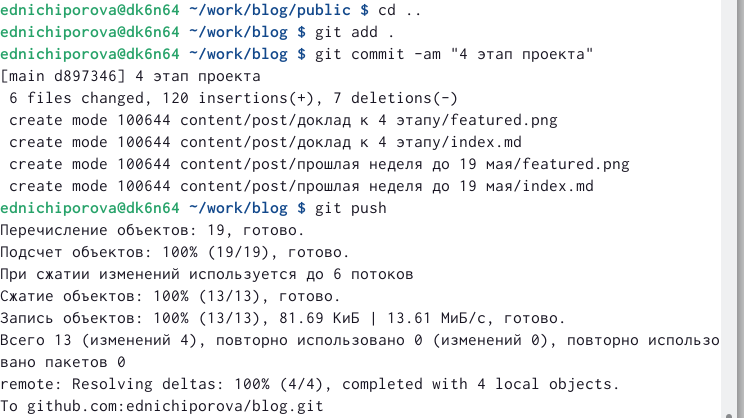 ednichiporova@dk6n64 ~/work/blog/public $ cd ..
ednichiporova@dk6n64 ~/work/blog $ git add .
ednichiporova@dk6n64 ~/work/blog $ git commit -am "4 этап проекта"
[main d897346] 4 этап проекта
 6 files changed, 120 insertions(+), 7 deletions(-)
 create mode 100644 content/post/доклад к 4 этапу/featured.png
 create mode 100644 content/post/доклад к 4 этапу/index.md
 create mode 100644 content/post/прошлая неделя до 19 мая/featured.png
 create mode 100644 content/post/прошлая неделя до 19 мая/index.md
ednichiporova@dk6n64 ~/work/blog $ git push
Перечисление объектов: 19, готово.
Подсчет объектов: 100% (19/19), готово.
При сжатии изменений используется до 6 потоков
Сжатие объектов: 100% (13/13), готово.
Запись объектов: 100% (13/13), 81.69 КиБ | 13.61 МиБ/с, готово.
Всего 13 (изменений 4), повторно использовано 0 (изменений 0), повторно использо
вано пакетов 0
remote: Resolving deltas: 100% (4/4), completed with 4 local objects.
To github.com:ednichiporova/blog.git